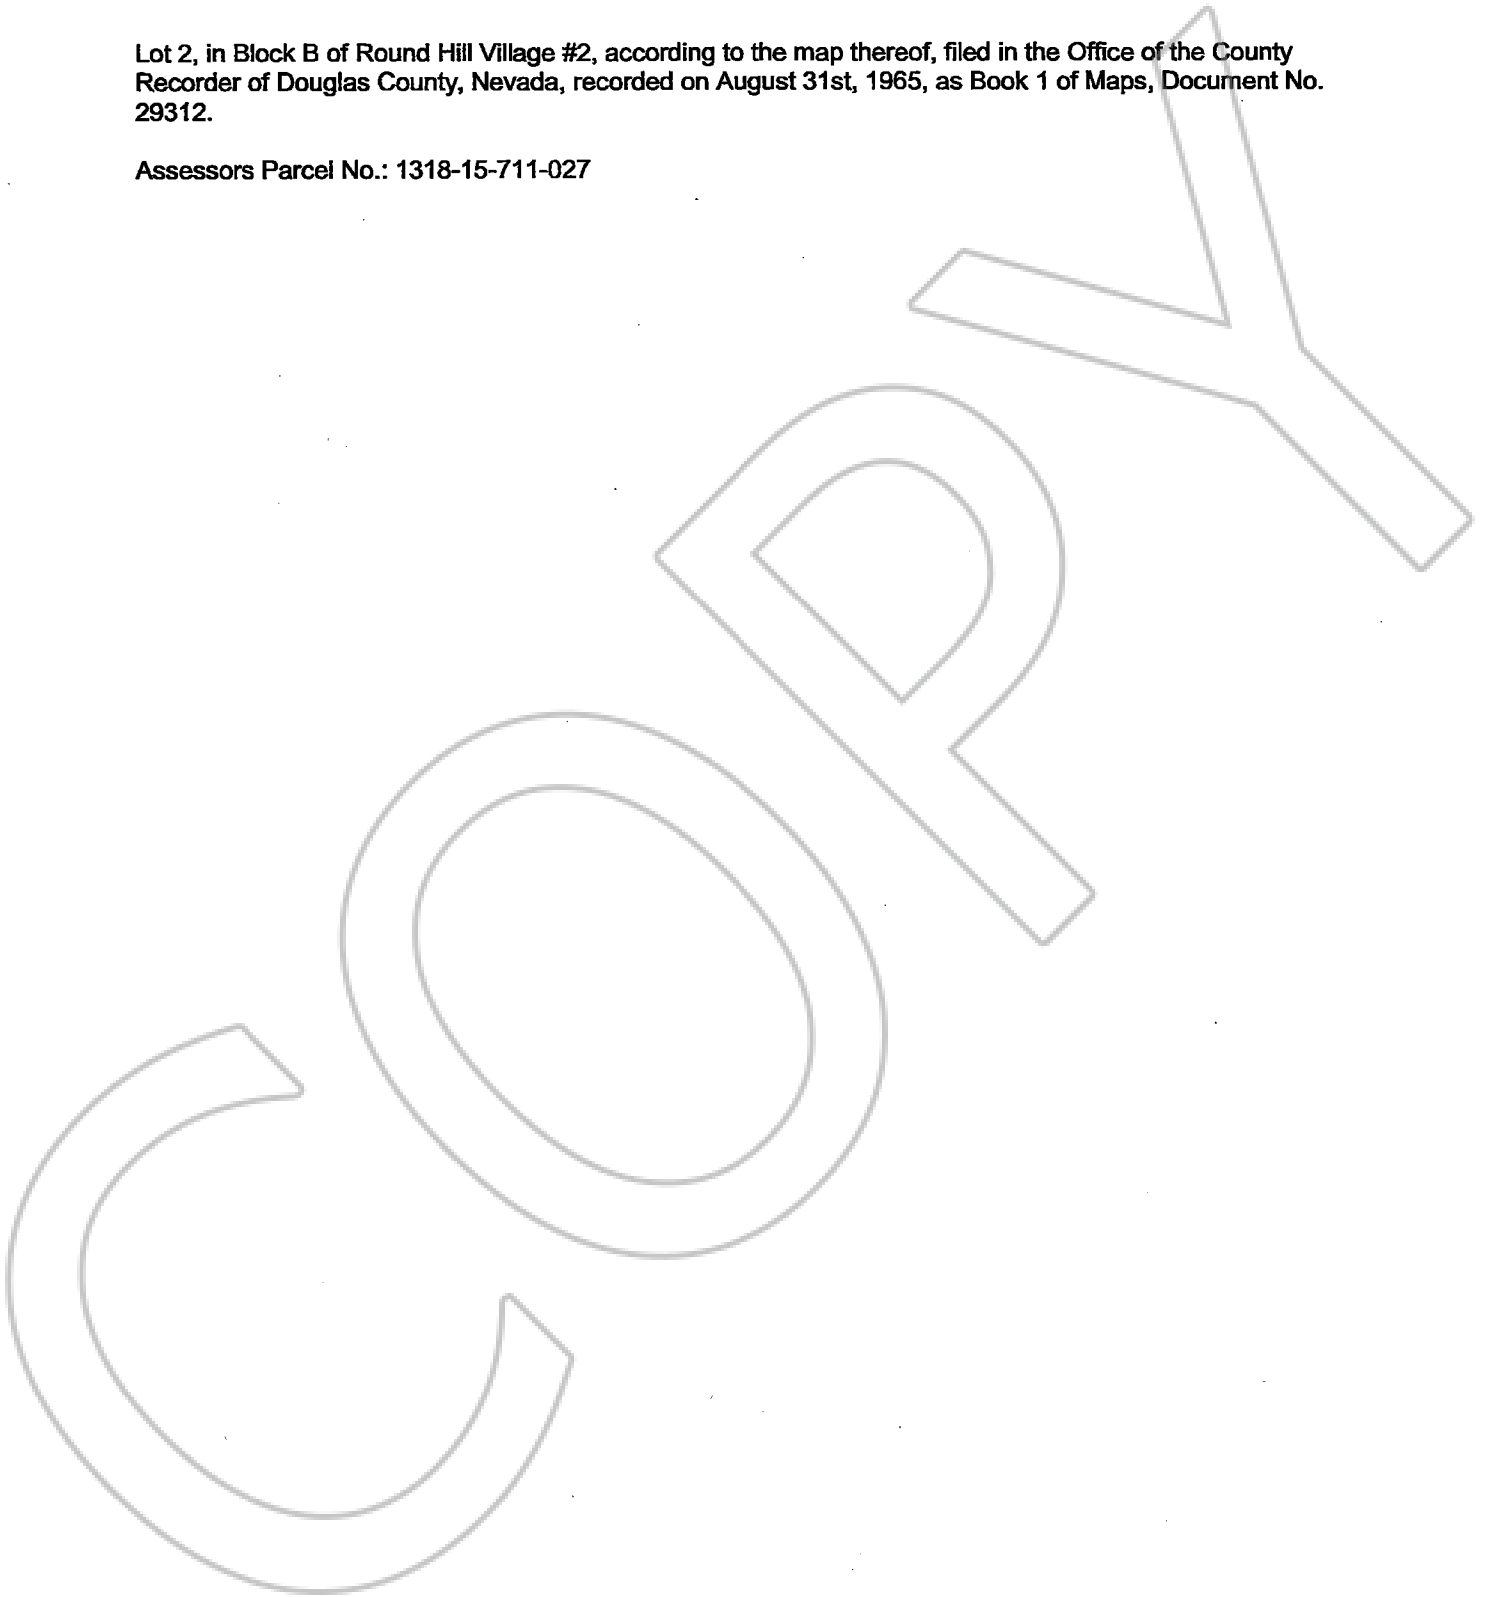 Lot 2, in Block B of Round Hill Village #2, according to the map thereof, filed in the Office of the County
Recorder of Douglas County, Nevada, recorded on August 31st, 1965, as Book 1 of Maps, Document No.
29312.
Assessors Parcel No.: 1318-15-711-027
COPY